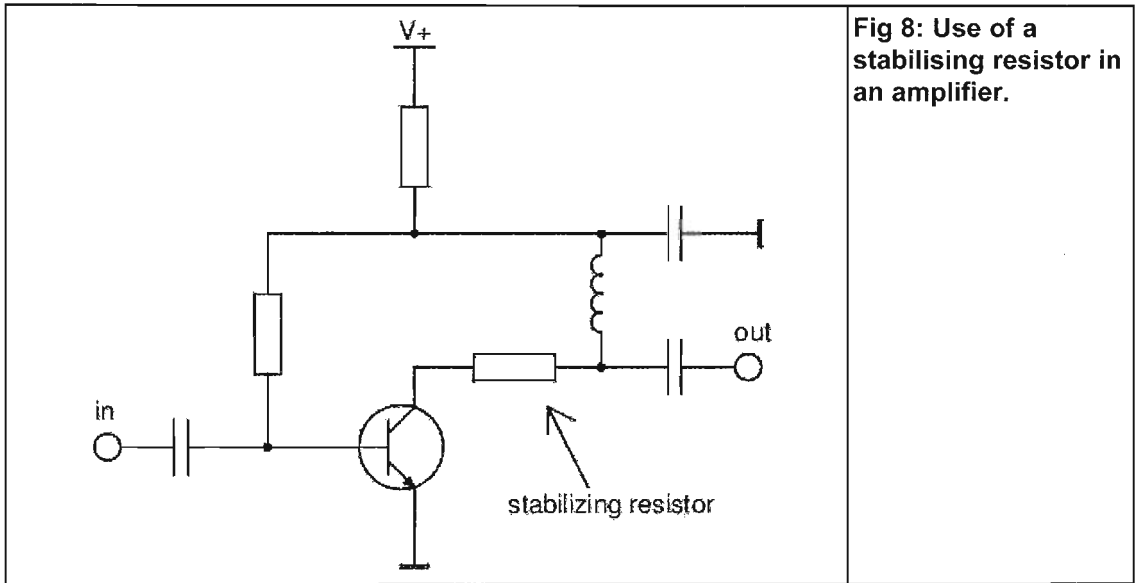 V+
in
out
stabilizing resistor
Fig 8: Use of a
stabilising resistor in
an amplifier.